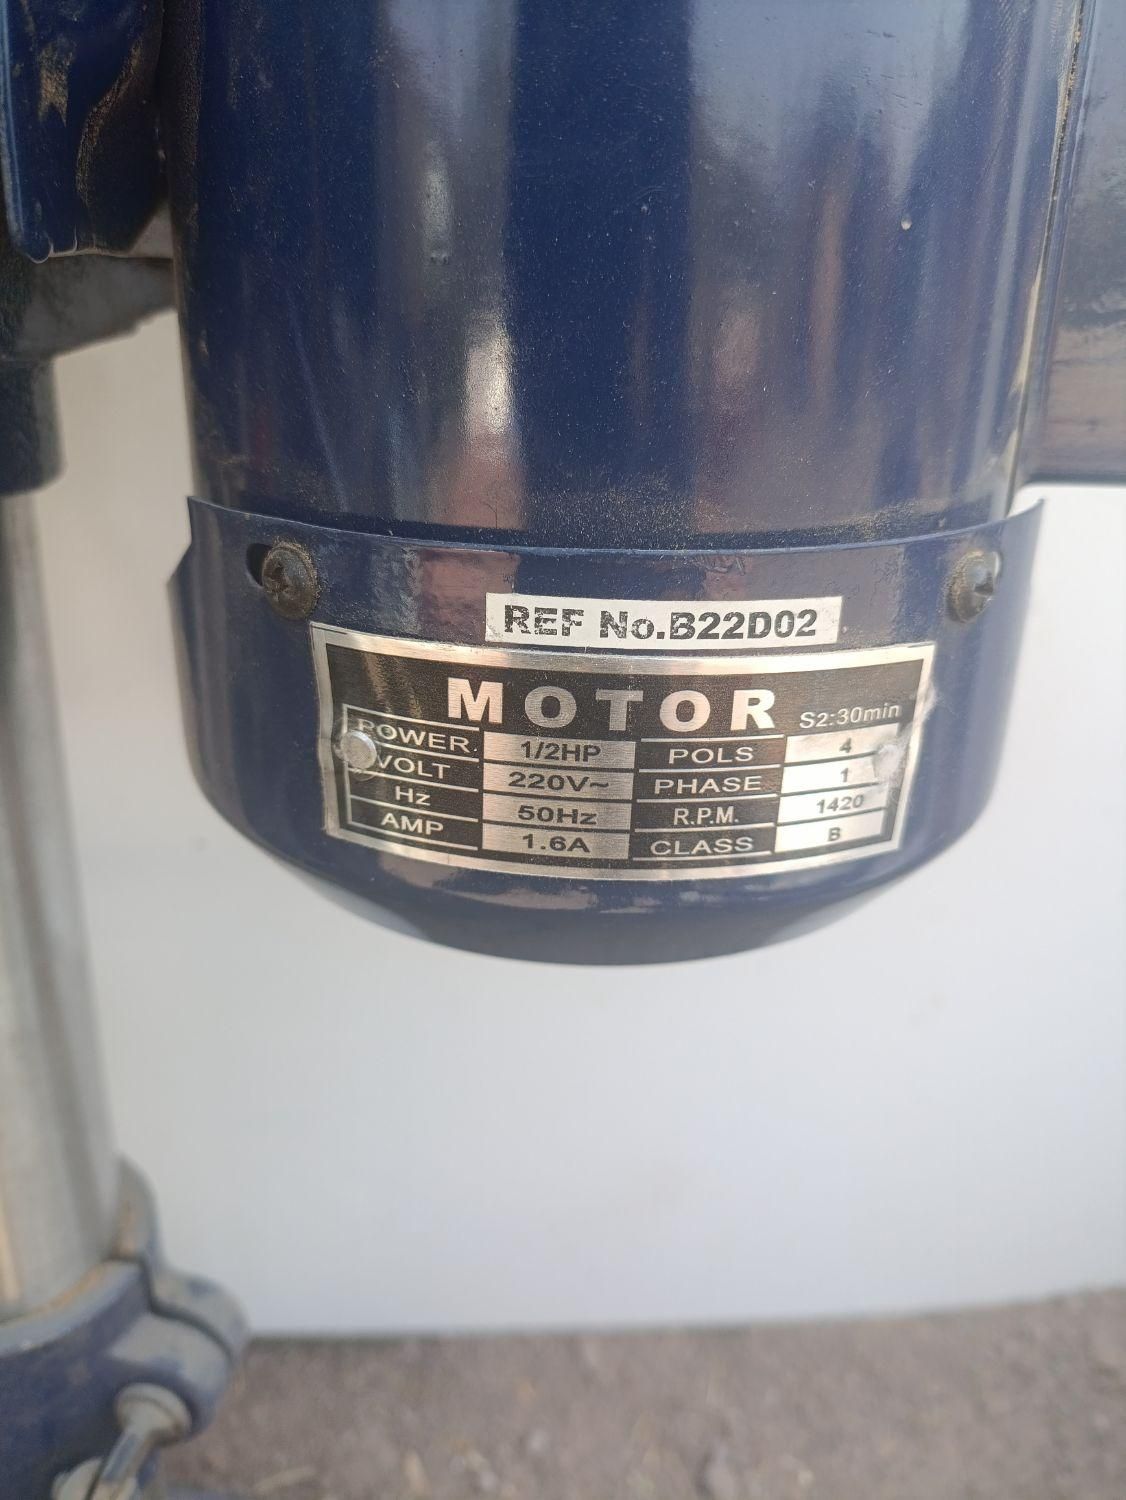 REF No.B22D02
MOTOR S2:30min
POWER. 1/2HP POLS 4
VOLT 220V~ PHASE 1
Hz 50Hz R.P.M. 1420
AMP 1.6A CLASS B